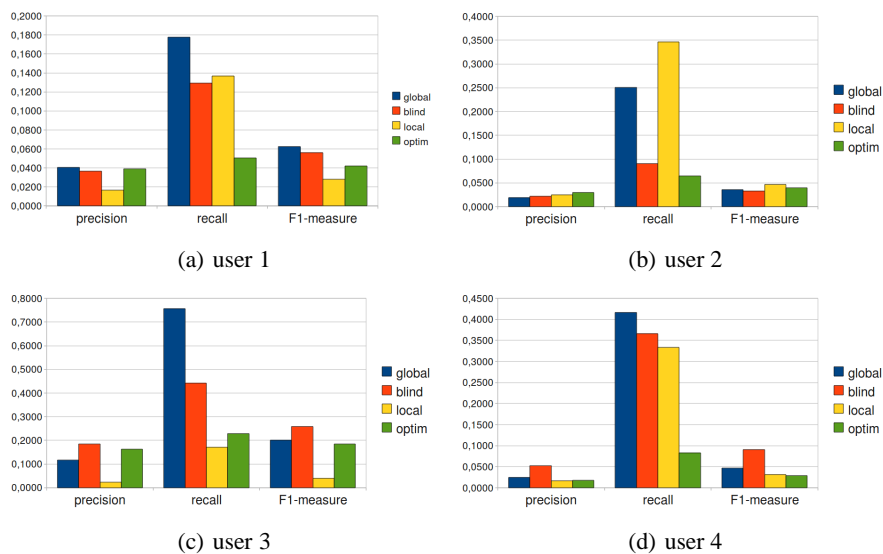 0,2000
0,1800
0,1600
0,1400
0,1200
0,1000
0,0800
0,0600
0,0400
0,0200
0,0000
precision
recall
F1-measure
global
blind
local
optim
(a) user 1
0,4000
0,3500
0,3000
0,2500
0,2000
0,1500
0,1000
0,0500
0,0000
precision
recall
F1-measure
global
blind
local
optim
(b) user 2
0,8000
0,7000
0,6000
0,5000
0,4000
0,3000
0,2000
0,1000
0,0000
precision
recall
F1-measure
global
blind
local
optim
(c) user 3
0,4500
0,4000
0,3500
0,3000
0,2500
0,2000
0,1500
0,1000
0,0500
0,0000
precision
recall
F1-measure
global
blind
local
optim
(d) user 4